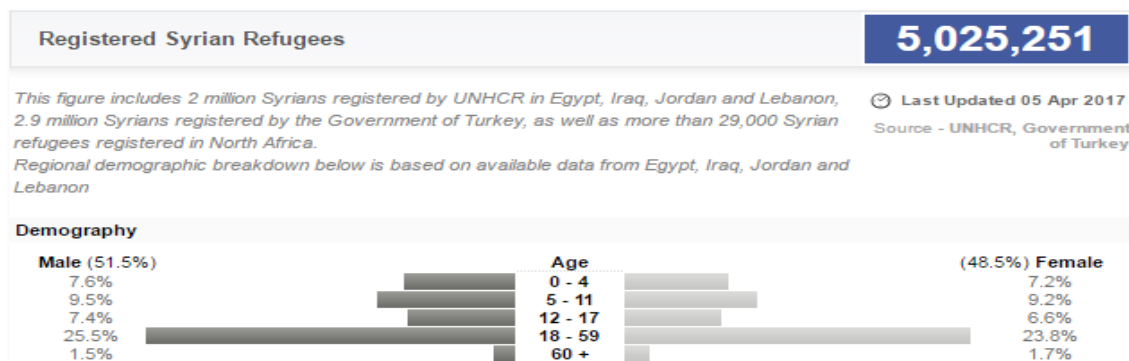 Registered Syrian Refugees
5,025,251
This figure includes 2 million Syrians registered by UNHCR in Egypt, Iraq, Jordan and Lebanon,
2.9 million Syrians registered by the Government of Turkey, as well as more than 29,000 Syrian
refugees registered in North Africa.
Regional demographic breakdown below is based on available data from Egypt, Iraq, Jordan and
Lebanon
Last Updated 05 Apr 2017
Source - UNHCR, Government
of Turkey
Demography
Male (51.5%) Age (48.5%) Female
7.6% 0 - 4 7.2%
9.5% 5 - 11 9.2%
7.4% 12 - 17 6.6%
25.5% 18 - 59 23.8%
1.5% 60 + 1.7%